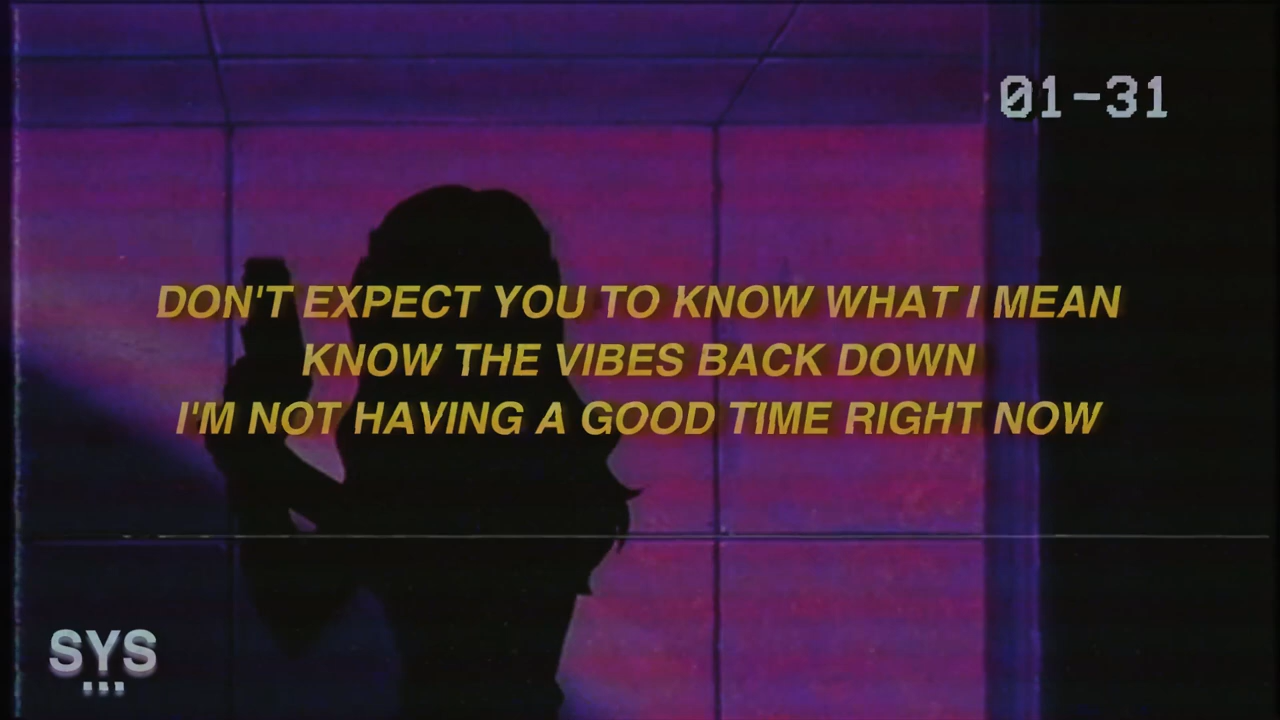 01-31
DON'T EXPECT YOU TO KNOW WHAT I MEAN
KNOW THE VIBES BACK DOWN
I'M NOT HAVING A GOOD TIME RIGHT NOW
SYS
...